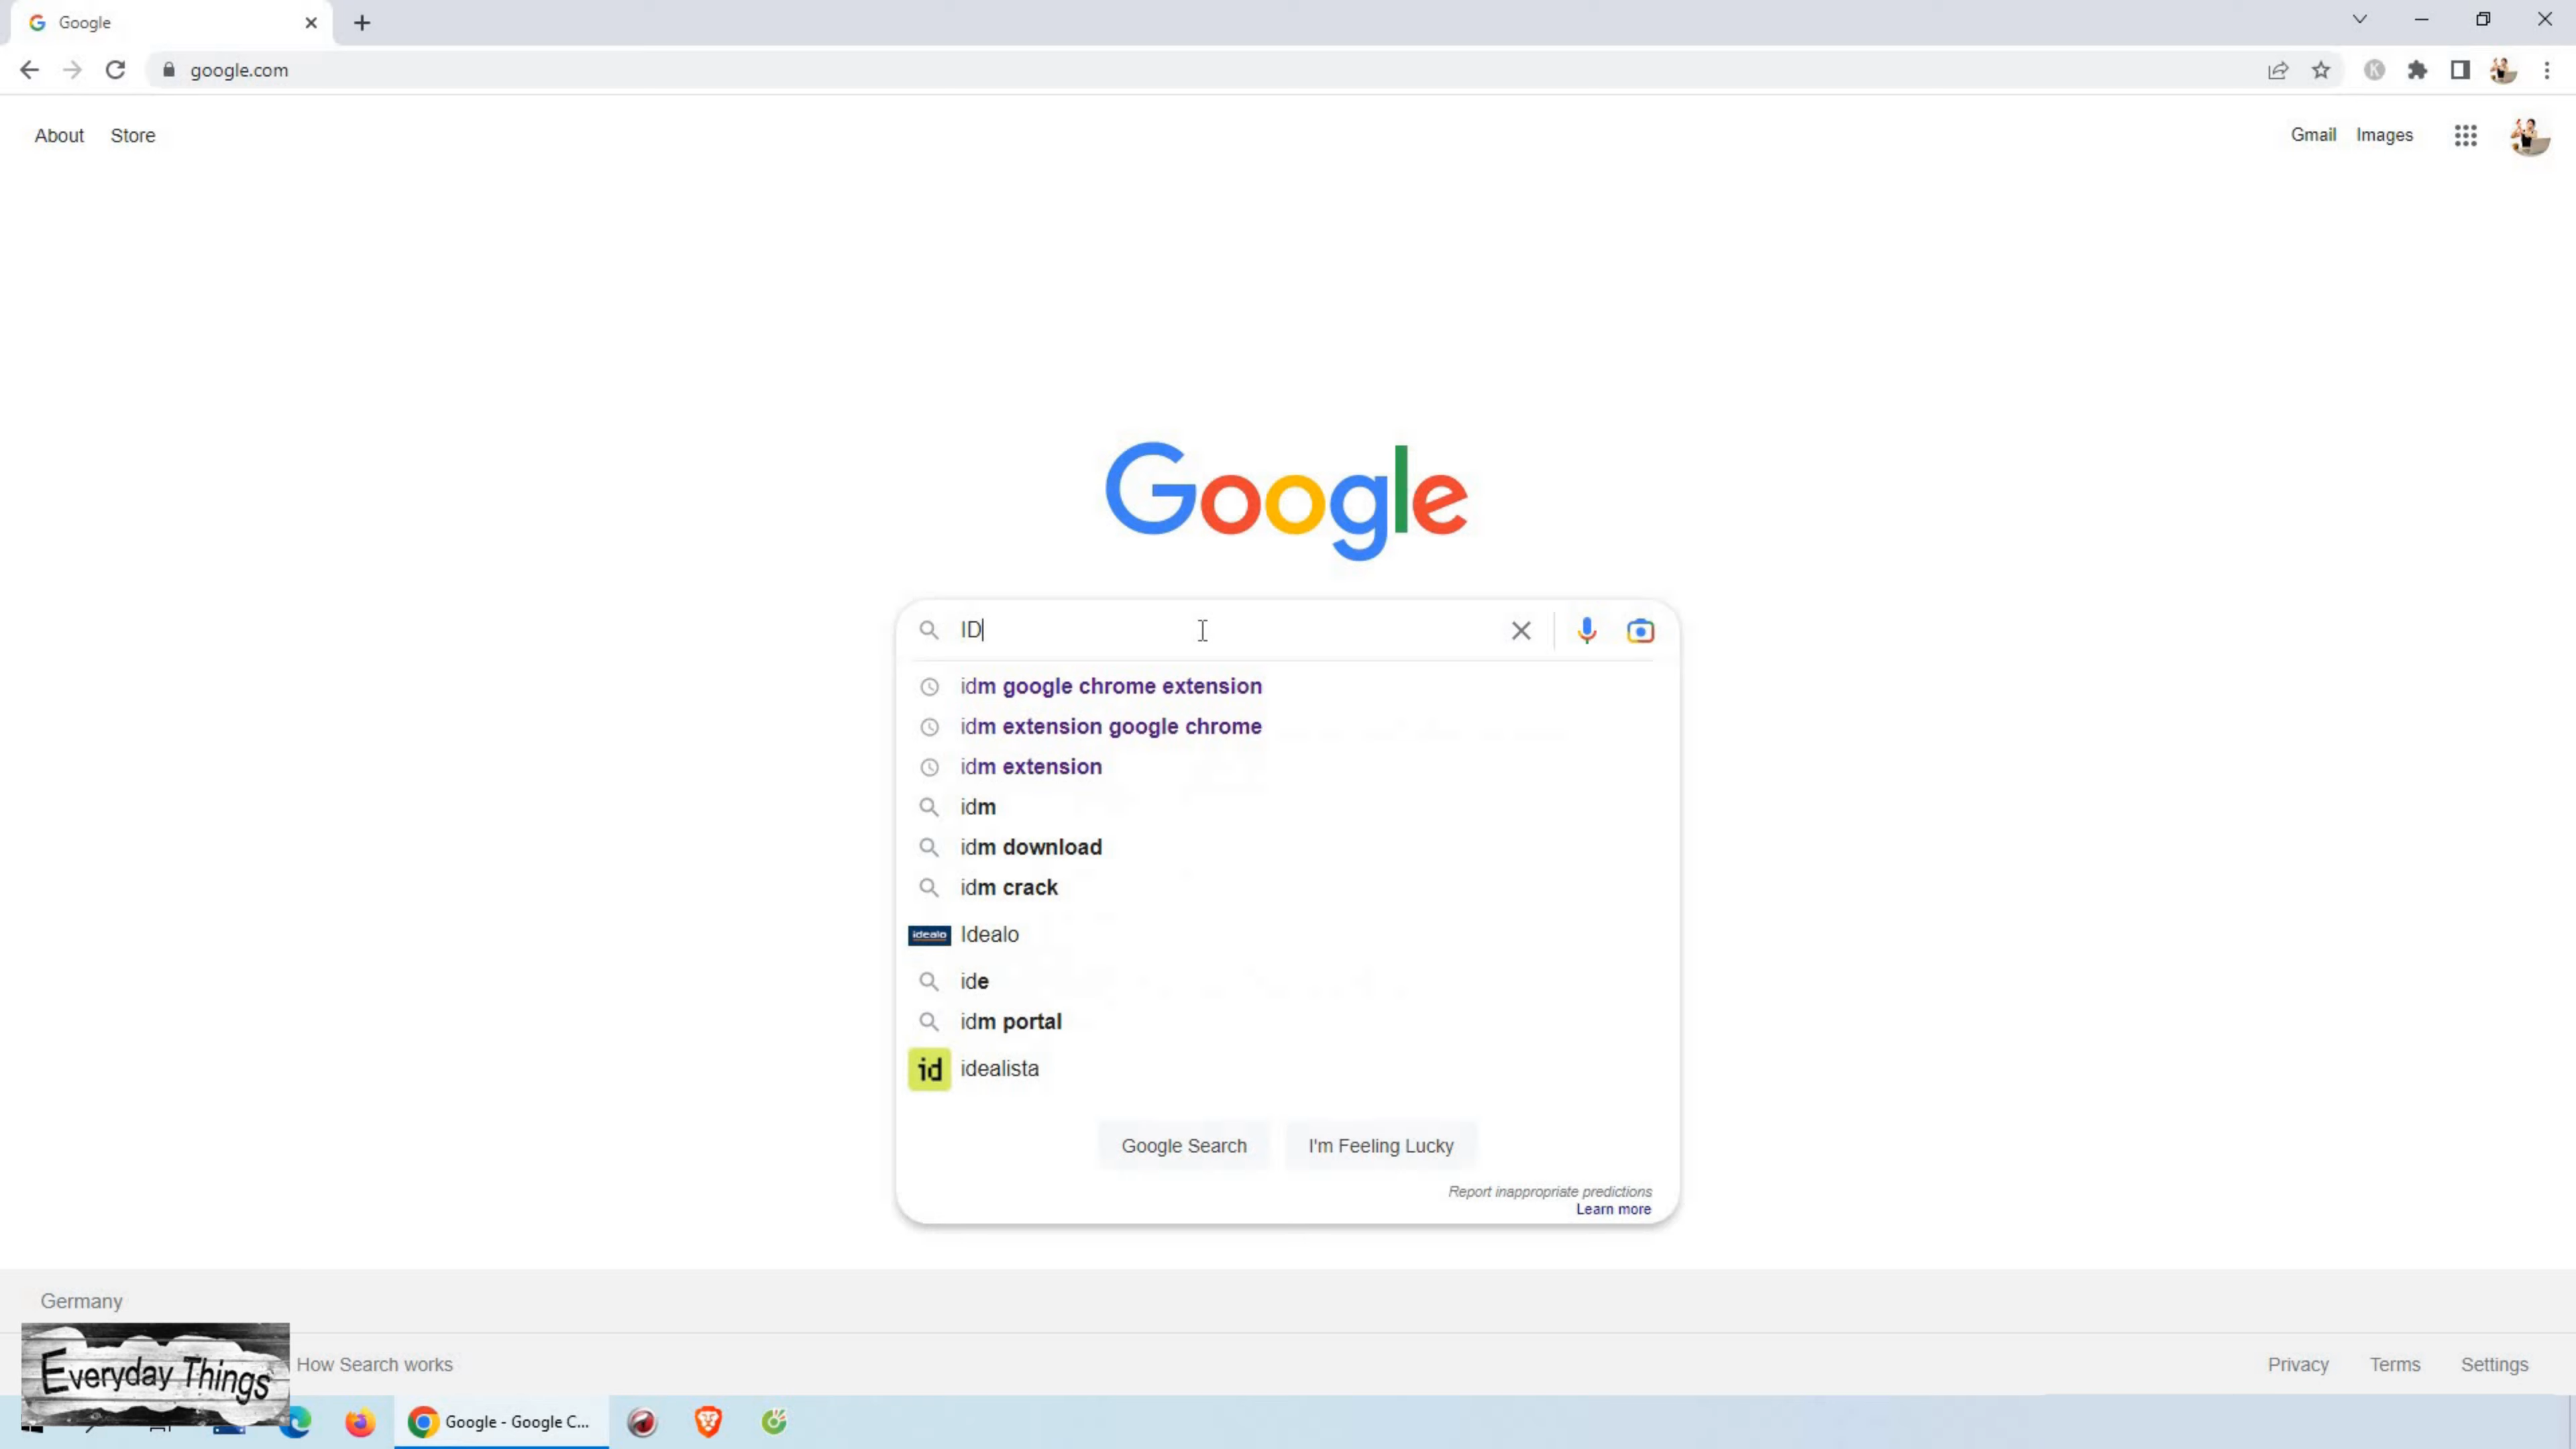 Google
google.com
About Store
Gmail Images
Google
ID
idm google chrome extension
idm extension google chrome
idm extension
idm
idm download
idm crack
idealo Idealo
ide
idm portal
id idealista
Google Search I'm Feeling Lucky
Report inappropriate predictions
Learn more
Germany
Everyday Things
How Search works
Privacy Terms Settings
Google - Google C...